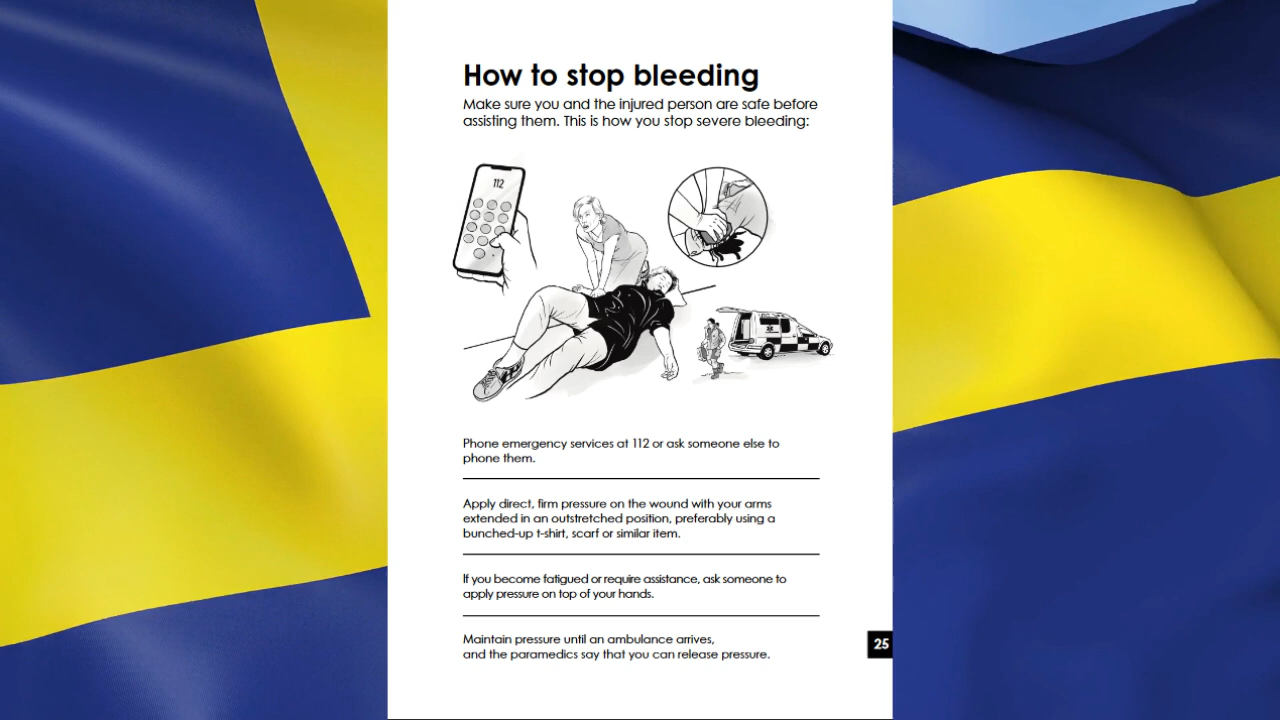 How to stop bleeding
Make sure you and the injured person are safe before
assisting them. This is how you stop severe bleeding:
112
Phone emergency services at 112 or ask someone else to
phone them.
Apply direct, firm pressure on the wound with your arms
extended in an outstretched position, preferably using a
bunched-up t-shirt, scarf or similar item.
If you become fatigued or require assistance, ask someone to
apply pressure on top of your hands.
Maintain pressure until an ambulance arrives,
and the paramedics say that you can release pressure.
25